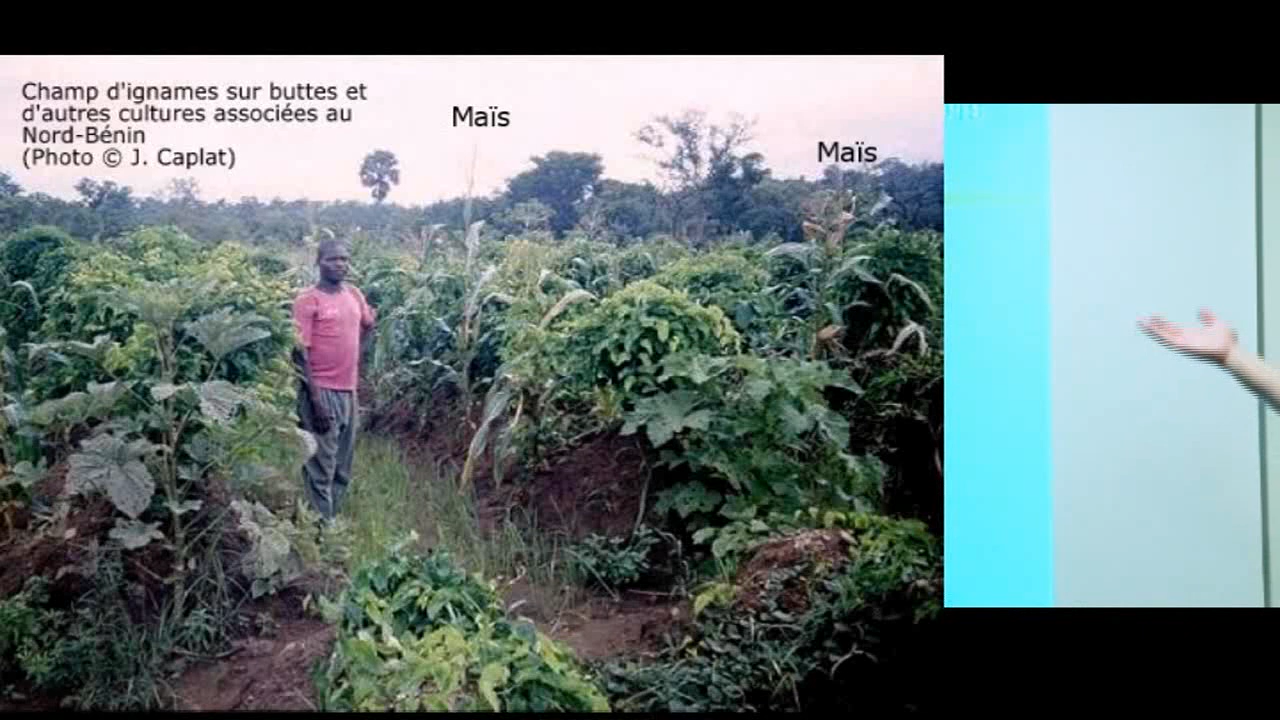 Champ d'ignames sur buttes et
d'autres cultures associées au
Nord-Bénin
(Photo © J. Caplat)
Maïs
Maïs